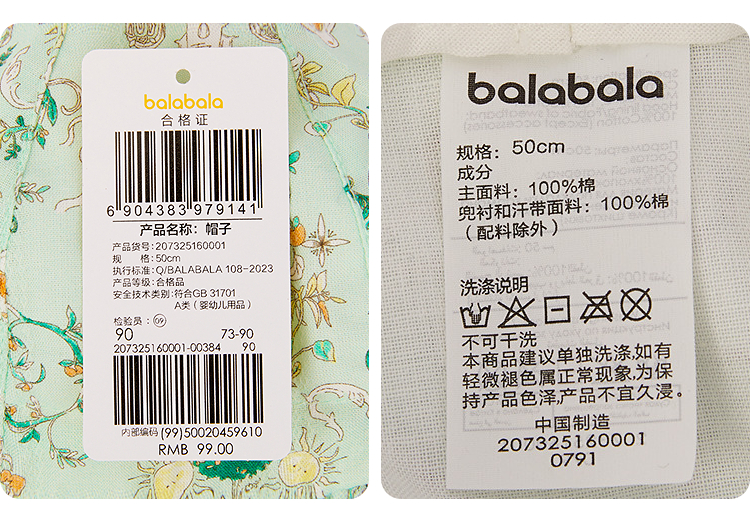 balabala
合格证
6 904383 979141
产品名称：帽子
产品货号：207325160001
规　　格：50cm
执行标准：Q/BALABALA 108-2023
产品等级：合格品
安全技术类别：符合GB 31701
A类（婴幼儿用品）
检验员：09
90 73-90
207325160001-00384 90
内部编码 (99)50020459610
RMB 99.00
balabala
规格：50cm
成分
主面料：100%棉
兜衬和汗带面料：100%棉
（配料除外）
洗涤说明
不可干洗
本商品建议单独洗涤,如有
轻微褪色属正常现象,为保
持产品色泽产品不宜久浸。
中国制造
207325160001
0791